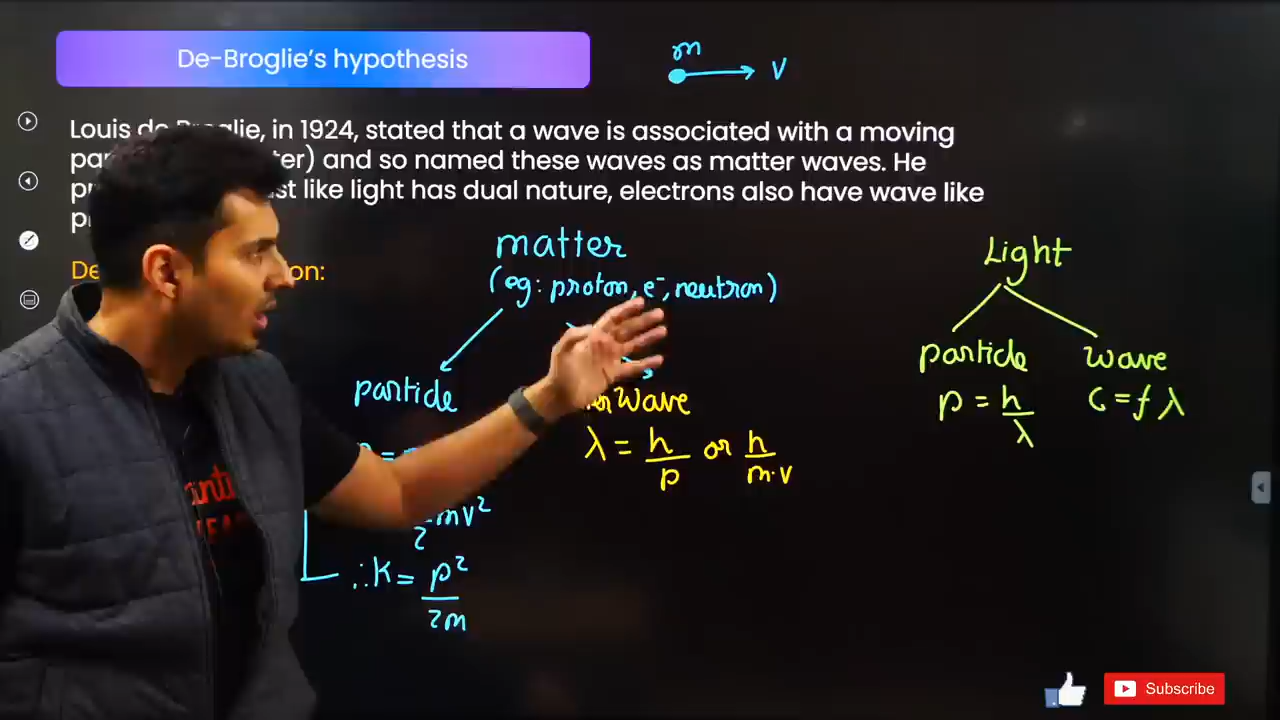 De-Broglie's hypothesis
m
v
Louis de Broglie, in 1924, stated that a wave is associated with a moving
ter) and so named these waves as matter waves. He
st like light has dual nature, electrons also have wave like
matter
(eg: proton, e⁻, neutron)
on:
particle
Wave
λ = h/p or h/m·v
mv²
2
∴K = p²/2m
Light
particle
wave
p = h/λ
c = f λ
Subscribe